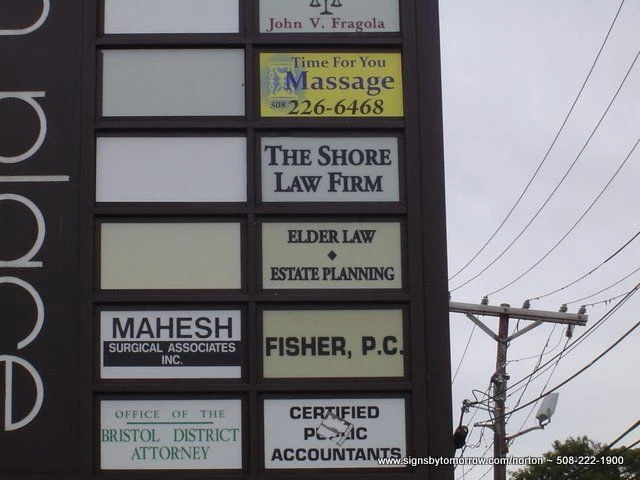 John V. Fragola
Time For You
Massage
508 226-6468
THE SHORE
LAW FIRM
ELDER LAW
ESTATE PLANNING
MAHESH
SURGICAL ASSOCIATES
INC.
FISHER, P.C.
OFFICE OF THE
BRISTOL DISTRICT
ATTORNEY
CERTIFIED
ACCOUNTANTS
place
www.signsbytomorrow.com/norton ~ 508-222-1900